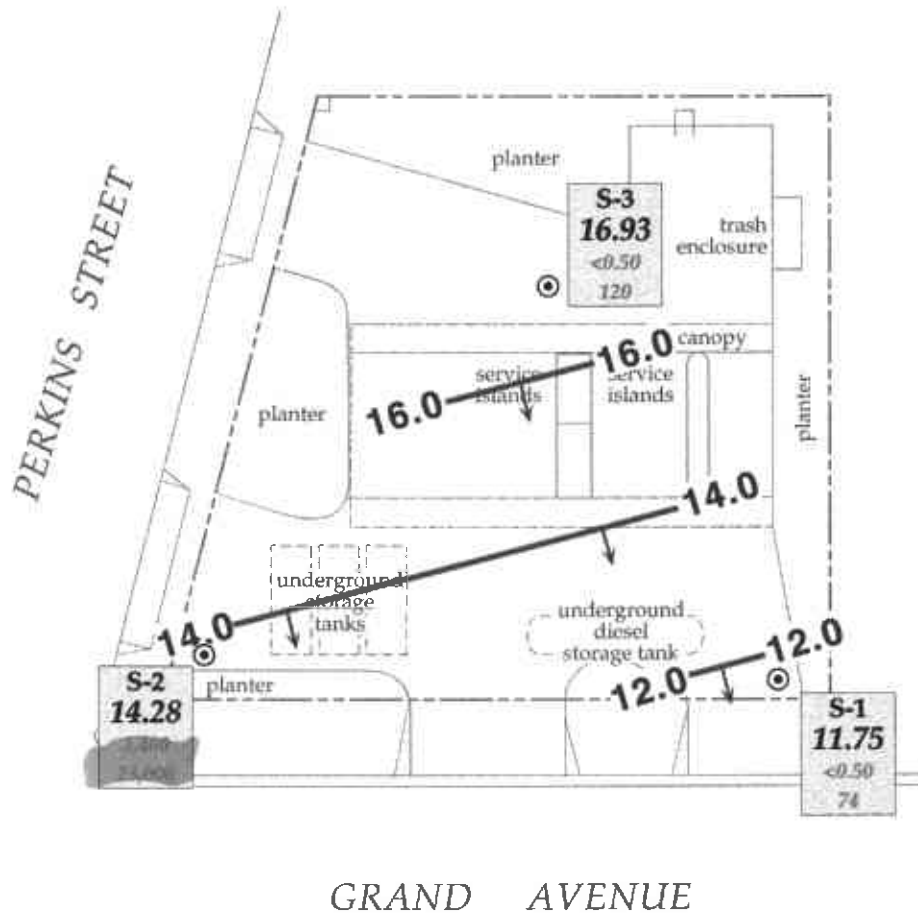 PERKINS STREET
planter
S-3
16.93
<0.50
120
trash
enclosure
canopy
16.0
16.0
service
islands
service
islands
planter
planter
14.0
14.0
underground
storage
tanks
underground
diesel
storage tank
12.0
12.0
planter
S-2
14.28
S-1
11.75
<0.50
74
GRAND AVENUE